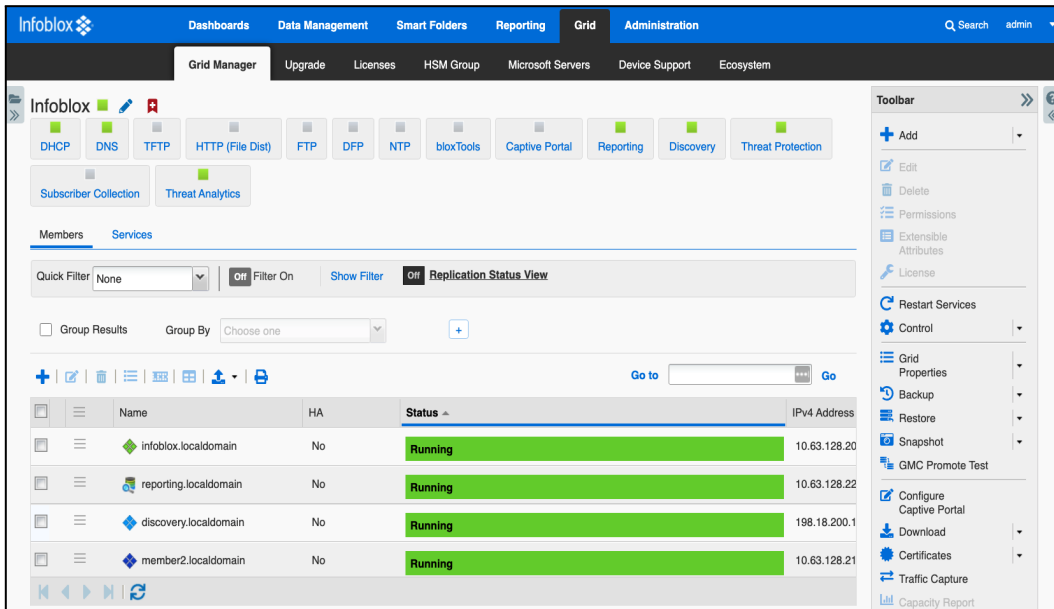 Infoblox Dashboards Data Management Smart Folders Reporting Grid Administration Search admin
Grid Manager Upgrade Licenses HSM Group Microsoft Servers Device Support Ecosystem
Infoblox
DHCP DNS TFTP HTTP (File Dist) FTP DFP NTP bloxTools Captive Portal Reporting Discovery Threat Protection
Subscriber Collection Threat Analytics
Members Services
Quick Filter None Off Filter On Show Filter Off Replication Status View
Group Results Group By Choose one +
Go to Go
Name HA Status IPv4 Address
infoblox.localdomain No Running 10.63.128.20
reporting.localdomain No Running 10.63.128.22
discovery.localdomain No Running 198.18.200.1
member2.localdomain No Running 10.63.128.21
Toolbar
Add
Edit
Delete
Permissions
Extensible
Attributes
License
Restart Services
Control
Grid
Properties
Backup
Restore
Snapshot
GMC Promote Test
Configure
Captive Portal
Download
Certificates
Traffic Capture
Capacity Report